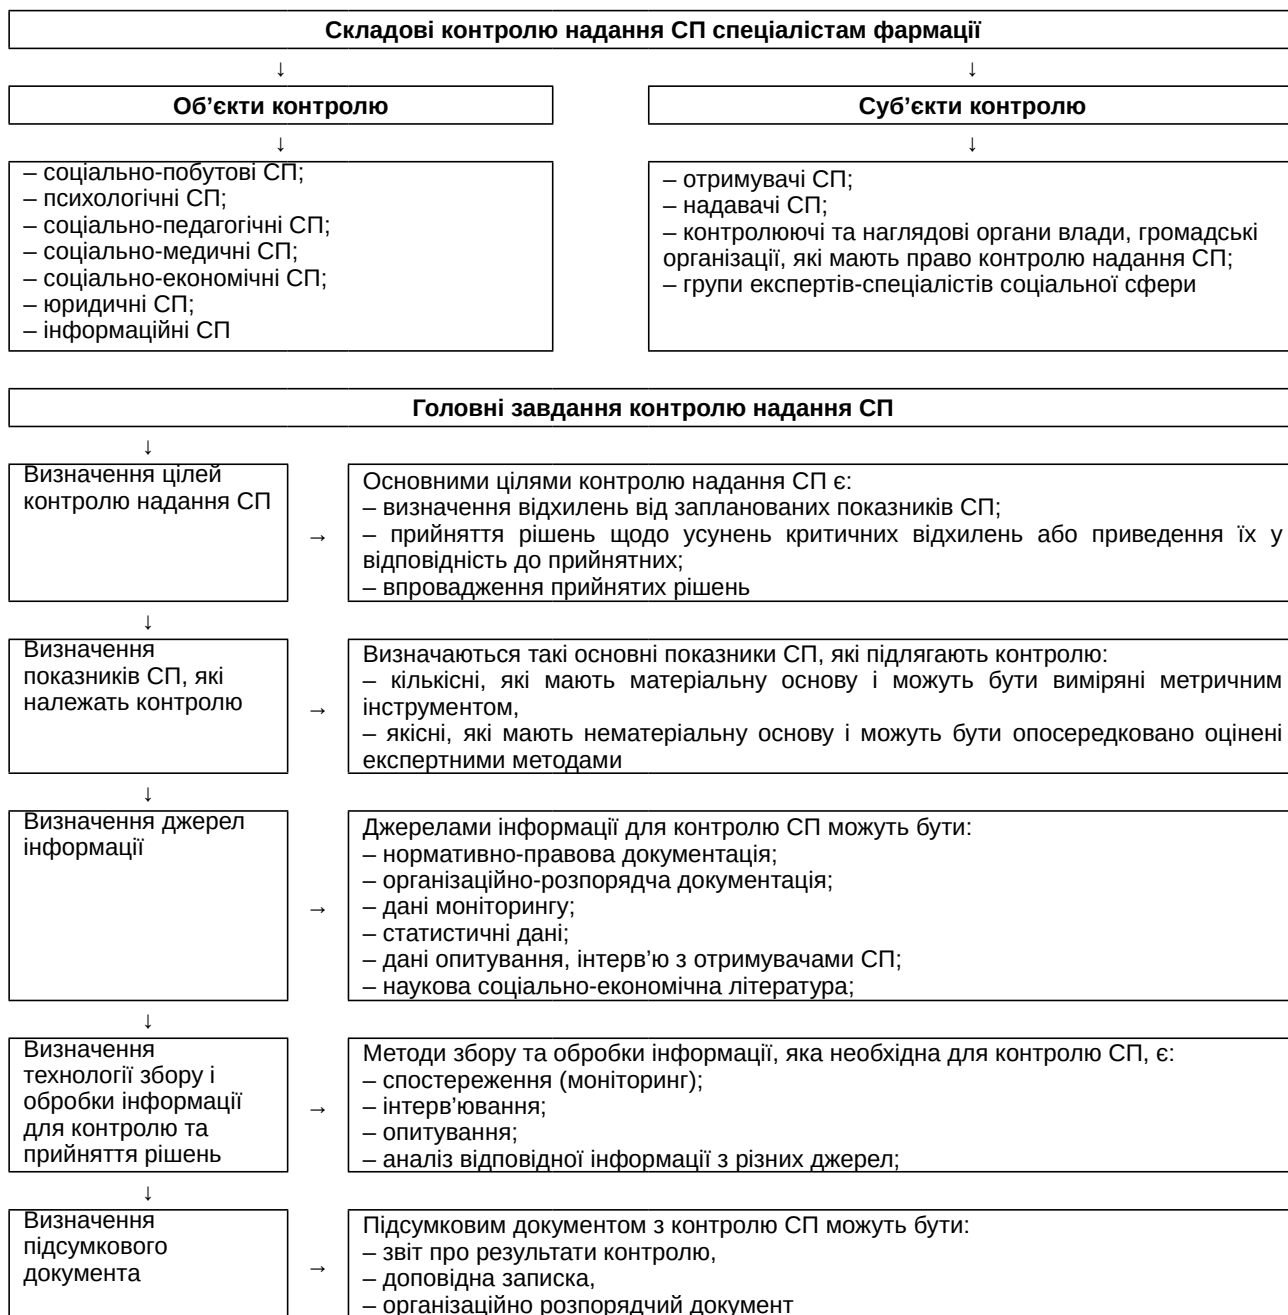 Складові контролю надання СП спеціалістам фармації
↓ ↓
Об’єкти контролю
Суб’єкти контролю
↓ ↓
– соціально-побутові СП;
– психологічні СП;
– соціально-педагогічні СП;
– соціально-медичні СП;
– соціально-економічні СП;
– юридичні СП;
– інформаційні СП
– отримувачі СП;
– надавачі СП;
– контролюючі та наглядові органи влади, громадські
організації, які мають право контролю надання СП;
– групи експертів-спеціалістів соціальної сфери
Головні завдання контролю надання СП
↓
Визначення цілей
контролю надання СП
→
Основними цілями контролю надання СП є:
– визначення відхилень від запланованих показників СП;
– прийняття рішень щодо усунень критичних відхилень або приведення їх у
відповідність до прийнятних;
– впровадження прийнятих рішень
↓
Визначення
показників СП, які
належать контролю
→
Визначаються такі основні показники СП, які підлягають контролю:
– кількісні, які мають матеріальну основу і можуть бути виміряні метричним
інструментом,
– якісні, які мають нематеріальну основу і можуть бути опосередковано оцінені
експертними методами
↓
Визначення джерел
інформації
→
Джерелами інформації для контролю СП можуть бути:
– нормативно-правова документація;
– організаційно-розпорядча документація;
– дані моніторингу;
– статистичні дані;
– дані опитування, інтерв’ю з отримувачами СП;
– наукова соціально-економічна література;
↓
Визначення
технології збору і
обробки інформації
для контролю та
прийняття рішень
→
Методи збору та обробки інформації, яка необхідна для контролю СП, є:
– спостереження (моніторинг);
– інтерв’ювання;
– опитування;
– аналіз відповідної інформації з різних джерел;
↓
Визначення
підсумкового
документа
→
Підсумковим документом з контролю СП можуть бути:
– звіт про результати контролю,
– доповідна записка,
– організаційно розпорядчий документ